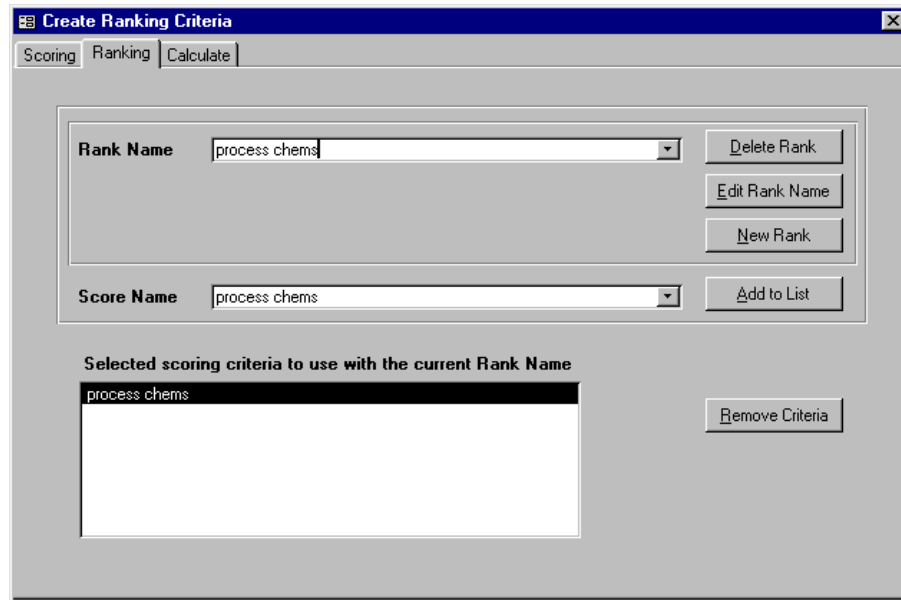 Create Ranking Criteria
Scoring Ranking Calculate
Rank Name process chems Delete Rank
Edit Rank Name
New Rank
Score Name process chems Add to List
Selected scoring criteria to use with the current Rank Name
process chems
Remove Criteria